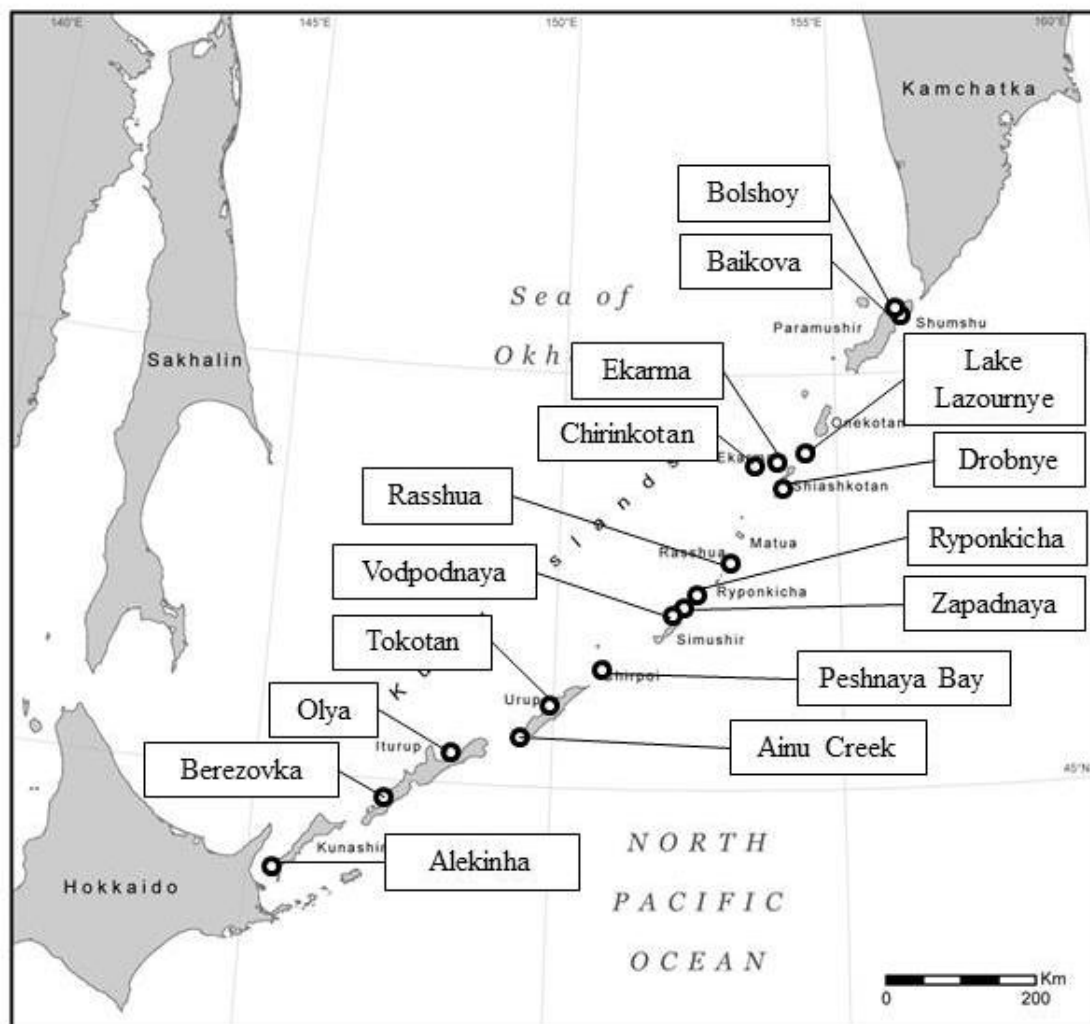 140°E
145°E
150°E
155°E
160°E
Kamchatka
Bolshoy
Baikova
Sea of
Paramushir
Shumshu
Sakhalin
Ekarma
Lake
Lazournye
Onekotan
Chirinkotan
Drobnye
Shiashkotan
Rasshua
Matua
Rasshua
Ryponkicha
Vodpodnaya
Ryponkicha
Zapadnaya
Simushir
Tokotan
Peshnaya Bay
Urup
Olya
Ainu Creek
Iturup
45°N
Berezovka
Kunashir
NORTH
Alekinha
Hokkaido
PACIFIC
OCEAN
Km
0 200